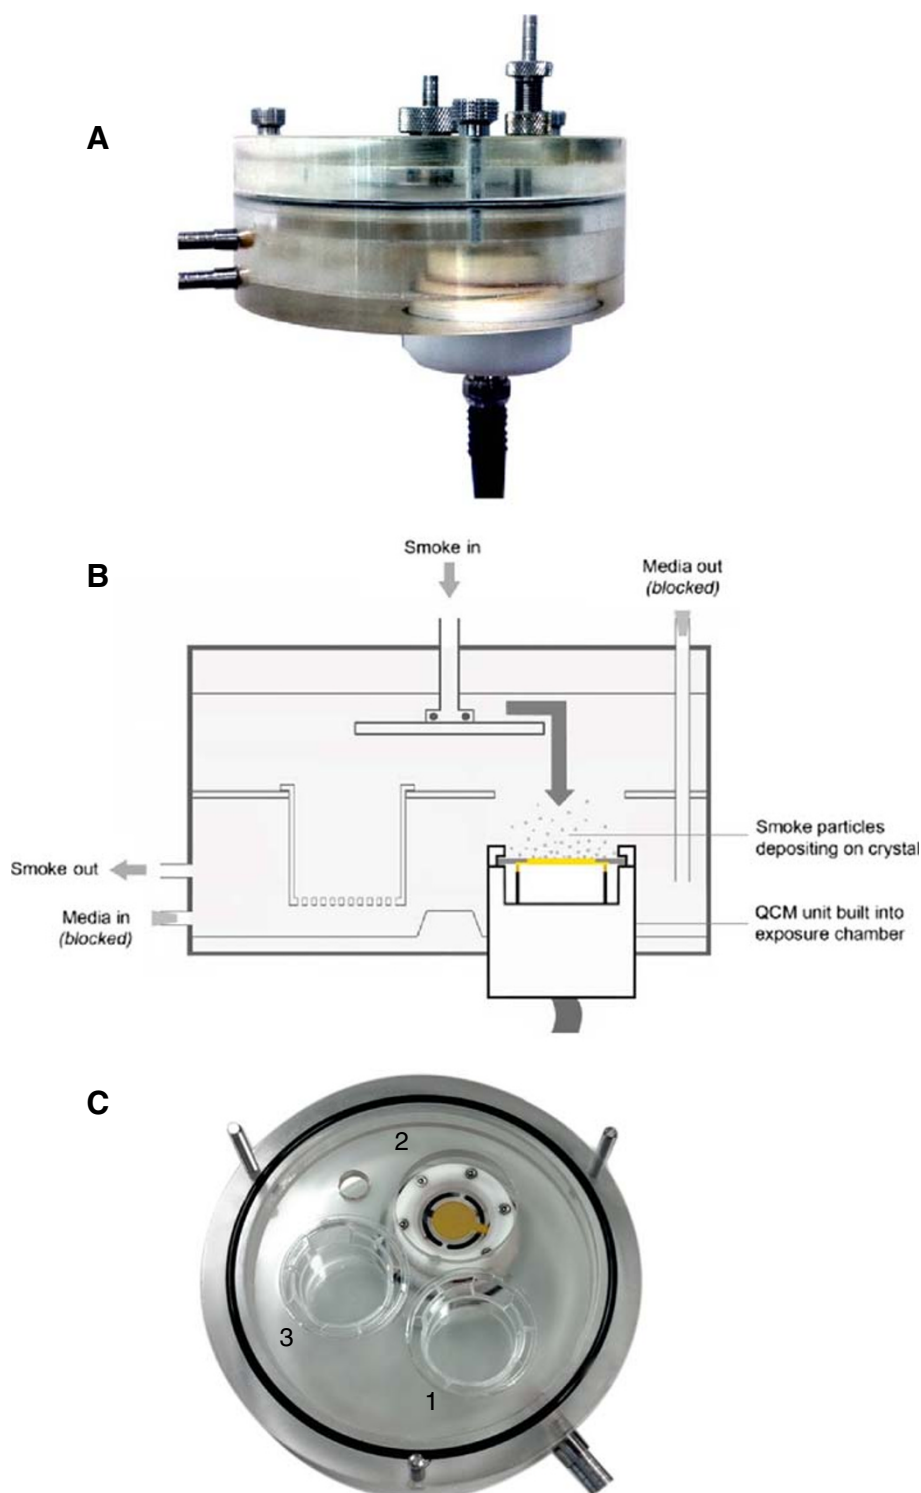 A
B
Smoke in
Media out
(blocked)
Smoke particles
depositing on crystal
Smoke out
Media in
(blocked)
QCM unit built into
exposure chamber
C
2
3
1